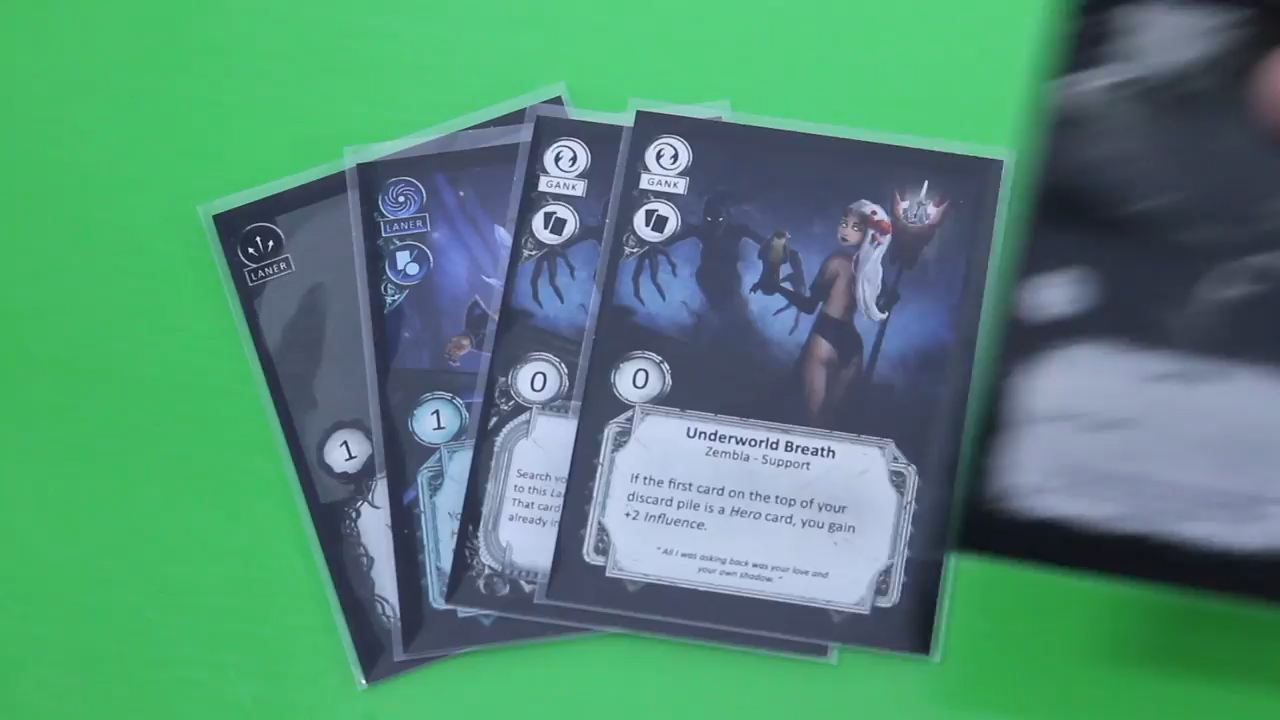 LANER
1
LANER
1
Yo
GANK
0
Search yo
to this La
That card
already in
GANK
0
Underworld Breath
Zembla - Support
If the first card on the top of your
discard pile is a Hero card, you gain
+2 Influence.
" All I was asking back was your love and
your own shadow. "